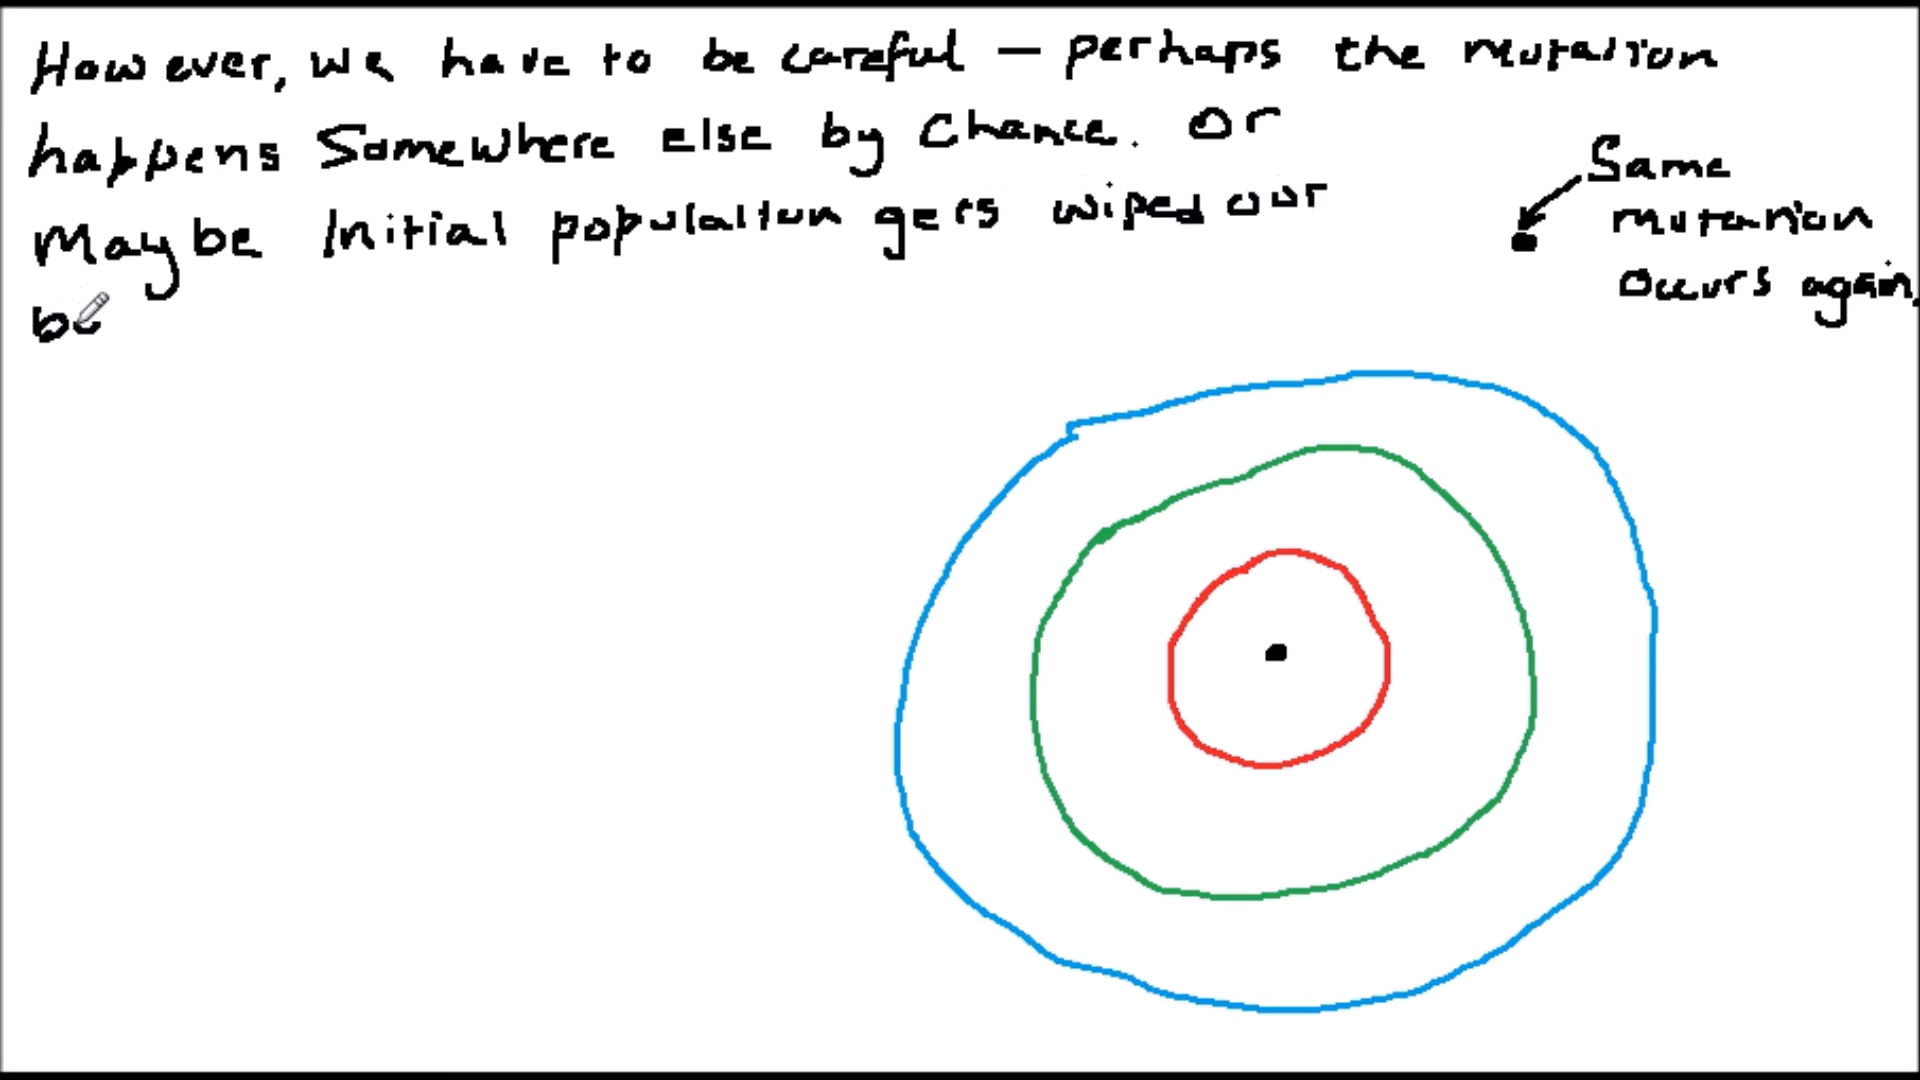 However, we have to be careful – perhaps the mutation
happens Somewhere else by Chance. Or
Maybe Initial population gets wiped out
be
Same
mutation
occurs again,